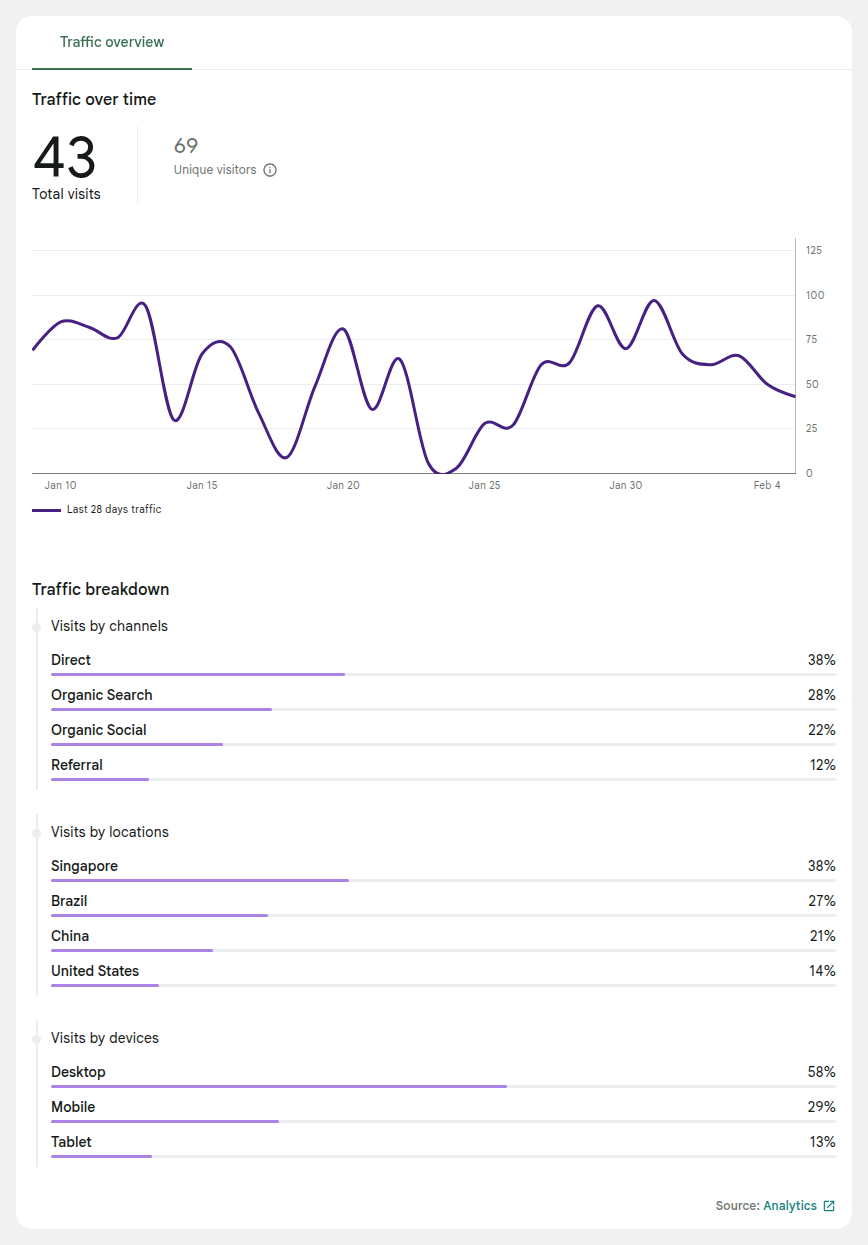 Traffic overview
Traffic over time
43
Total visits
69
Unique visitors
125
100
75
50
25
0
Jan 10 Jan 15 Jan 20 Jan 25 Jan 30 Feb 4
Last 28 days traffic
Traffic breakdown
Visits by channels
Direct 38%
Organic Search 28%
Organic Social 22%
Referral 12%
Visits by locations
Singapore 38%
Brazil 27%
China 21%
United States 14%
Visits by devices
Desktop 58%
Mobile 29%
Tablet 13%
Source: Analytics